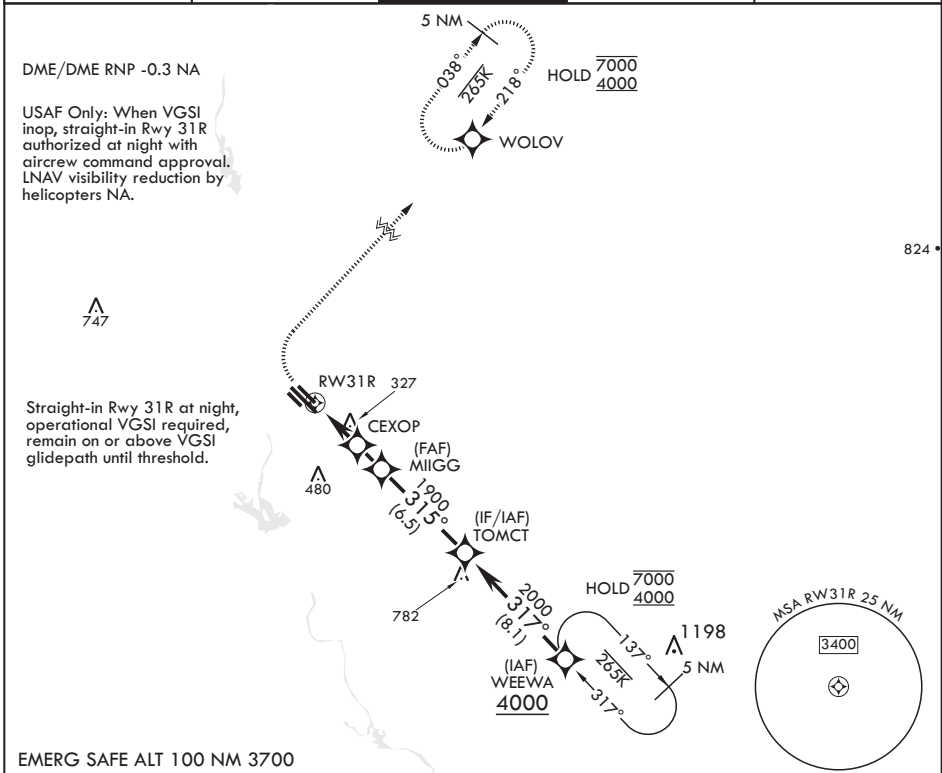 5 NM
DME/DME RNP -0.3 NA
038°
265K
218°
HOLD 7000
4000
USAF Only: When VGSI
inop, straight-in Rwy 31R
authorized at night with
aircrew command approval.
LNAV visibility reduction by
helicopters NA.
WOLOV
824
747
RW31R
327
Straight-in Rwy 31R at night,
operational VGSI required,
remain on or above VGSI
glidepath until threshold.
CEXOP
(FAF)
MIIGG
480
1900
315°
(6.5)
(IF/IAF)
TOMCT
782
2000
317°
(8.1)
HOLD 7000
4000
137°
265K
317°
1198
5 NM
(IAF)
WEEWA
4000
MSA RW31R 25 NM
3400
EMERG SAFE ALT 100 NM 3700